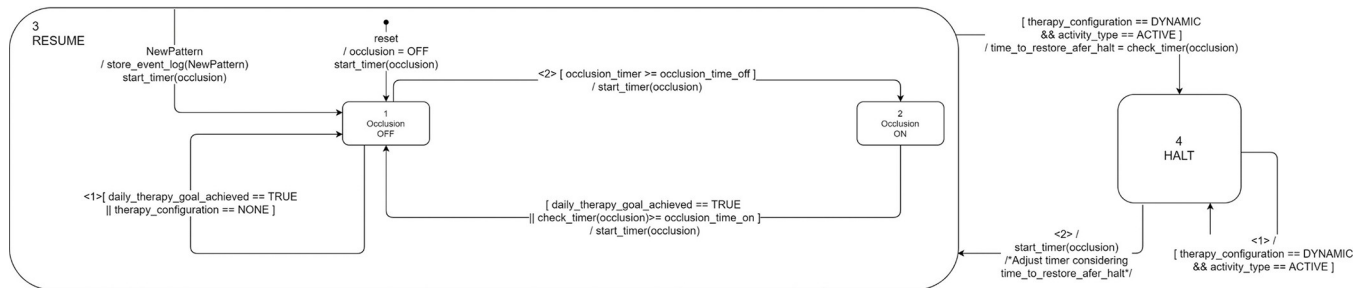 3
RESUME
NewPattern
/ store_event_log(NewPattern)
start_timer(occlusion)
reset
/ occlusion = OFF
start_timer(occlusion)
<2> [ occlusion_timer >= occlusion_time_off ]
/ start_timer(occlusion)
1
Occlusion
OFF
2
Occlusion
ON
<1>[ daily_therapy_goal_achieved == TRUE
|| therapy_configuration == NONE ]
[ daily_therapy_goal_achieved == TRUE
|| check_timer(occlusion)>= occlusion_time_on ]
/ start_timer(occlusion)
[ therapy_configuration == DYNAMIC
&& activity_type == ACTIVE ]
/ time_to_restore_afer_halt = check_timer(occlusion)
4
HALT
<2> /
start_timer(occlusion)
/*Adjust timer considering
time_to_restore_afer_halt*/
<1> /
[ therapy_configuration == DYNAMIC
&& activity_type == ACTIVE ]